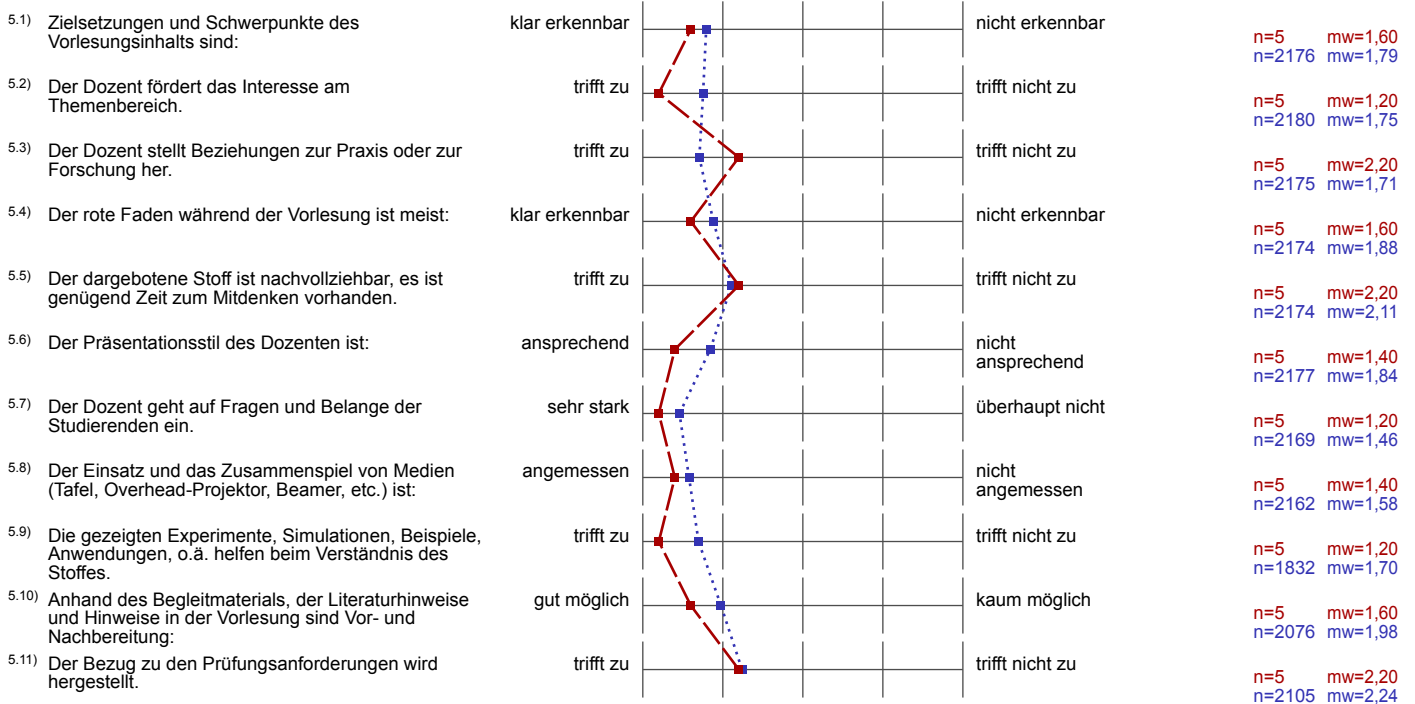 5.1) Zielsetzungen und Schwerpunkte des
Vorlesungsinhalts sind:
klar erkennbar
nicht erkennbar
n=5 mw=1,60
n=2176 mw=1,79
5.2) Der Dozent fördert das Interesse am
Themenbereich.
trifft zu
trifft nicht zu
n=5 mw=1,20
n=2180 mw=1,75
5.3) Der Dozent stellt Beziehungen zur Praxis oder zur
Forschung her.
trifft zu
trifft nicht zu
n=5 mw=2,20
n=2175 mw=1,71
5.4) Der rote Faden während der Vorlesung ist meist:
klar erkennbar
nicht erkennbar
n=5 mw=1,60
n=2174 mw=1,88
5.5) Der dargebotene Stoff ist nachvollziehbar, es ist
genügend Zeit zum Mitdenken vorhanden.
trifft zu
trifft nicht zu
n=5 mw=2,20
n=2174 mw=2,11
5.6) Der Präsentationsstil des Dozenten ist:
ansprechend
nicht
ansprechend
n=5 mw=1,40
n=2177 mw=1,84
5.7) Der Dozent geht auf Fragen und Belange der
Studierenden ein.
sehr stark
überhaupt nicht
n=5 mw=1,20
n=2169 mw=1,46
5.8) Der Einsatz und das Zusammenspiel von Medien
(Tafel, Overhead-Projektor, Beamer, etc.) ist:
angemessen
nicht
angemessen
n=5 mw=1,40
n=2162 mw=1,58
5.9) Die gezeigten Experimente, Simulationen, Beispiele,
Anwendungen, o.ä. helfen beim Verständnis des
Stoffes.
trifft zu
trifft nicht zu
n=5 mw=1,20
n=1832 mw=1,70
5.10) Anhand des Begleitmaterials, der Literaturhinweise
und Hinweise in der Vorlesung sind Vor- und
Nachbereitung:
gut möglich
kaum möglich
n=5 mw=1,60
n=2076 mw=1,98
5.11) Der Bezug zu den Prüfungsanforderungen wird
hergestellt.
trifft zu
trifft nicht zu
n=5 mw=2,20
n=2105 mw=2,24